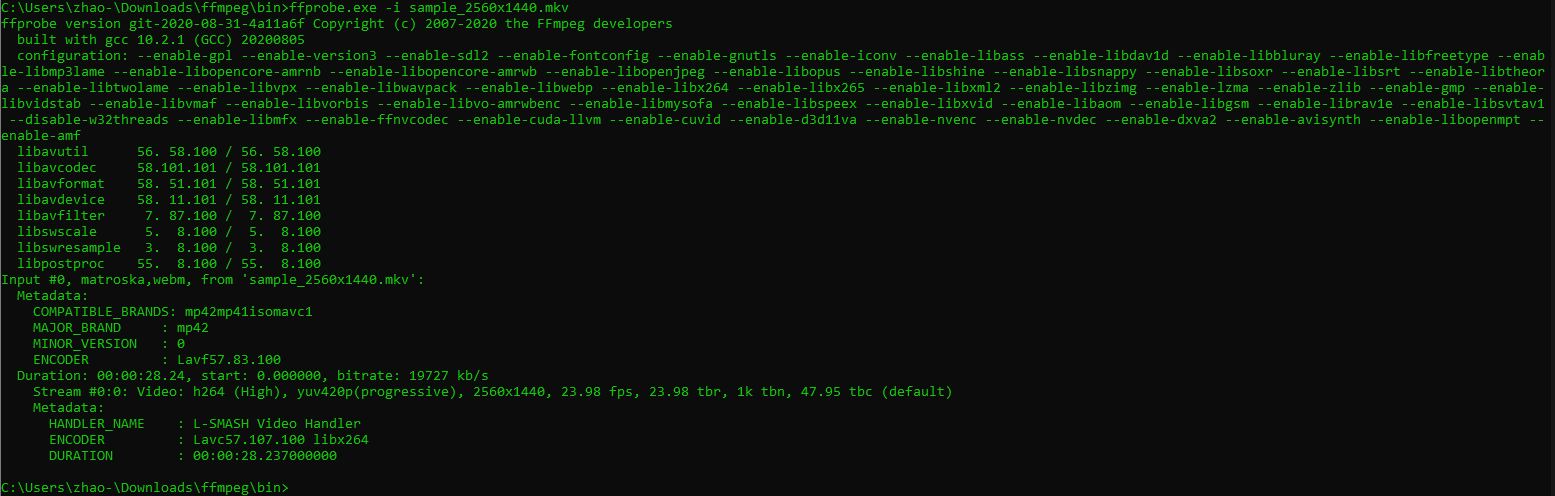 C:\Users\zhao-\Downloads\ffmpeg\bin>ffprobe.exe -i sample_2560x1440.mkv
ffprobe version git-2020-08-31-4a11a6f Copyright (c) 2007-2020 the FFmpeg developers
  built with gcc 10.2.1 (GCC) 20200805
  configuration: --enable-gpl --enable-version3 --enable-sdl2 --enable-fontconfig --enable-gnutls --enable-iconv --enable-libass --enable-libdav1d --enable-libbluray --enable-libfreetype --enab
le-libmp3lame --enable-libopencore-amrnb --enable-libopencore-amrwb --enable-libopenjpeg --enable-libopus --enable-libshine --enable-libsnappy --enable-libsoxr --enable-libsrt --enable-libtheor
a --enable-libtwolame --enable-libvpx --enable-libwavpack --enable-libwebp --enable-libx264 --enable-libx265 --enable-libxml2 --enable-libzimg --enable-lzma --enable-zlib --enable-gmp --enable-
libvidstab --enable-libvmaf --enable-libvorbis --enable-libvo-amrwbenc --enable-libmysofa --enable-libspeex --enable-libxvid --enable-libaom --enable-libgsm --enable-librav1e --enable-libsvtav1
 --disable-w32threads --enable-libmfx --enable-ffnvcodec --enable-cuda-llvm --enable-cuvid --enable-d3d11va --enable-nvenc --enable-nvdec --enable-dxva2 --enable-avisynth --enable-libopenmpt --
enable-amf
  libavutil      56. 58.100 / 56. 58.100
  libavcodec     58.101.101 / 58.101.101
  libavformat    58. 51.101 / 58. 51.101
  libavdevice    58. 11.101 / 58. 11.101
  libavfilter     7. 87.100 /  7. 87.100
  libswscale      5.  8.100 /  5.  8.100
  libswresample   3.  8.100 /  3.  8.100
  libpostproc    55.  8.100 / 55.  8.100
Input #0, matroska,webm, from 'sample_2560x1440.mkv':
  Metadata:
    COMPATIBLE_BRANDS: mp42mp41isomavc1
    MAJOR_BRAND     : mp42
    MINOR_VERSION   : 0
    ENCODER         : Lavf57.83.100
  Duration: 00:00:28.24, start: 0.000000, bitrate: 19727 kb/s
    Stream #0:0: Video: h264 (High), yuv420p(progressive), 2560x1440, 23.98 fps, 23.98 tbr, 1k tbn, 47.95 tbc (default)
    Metadata:
      HANDLER_NAME    : L-SMASH Video Handler
      ENCODER         : Lavc57.107.100 libx264
      DURATION        : 00:00:28.237000000
C:\Users\zhao-\Downloads\ffmpeg\bin>